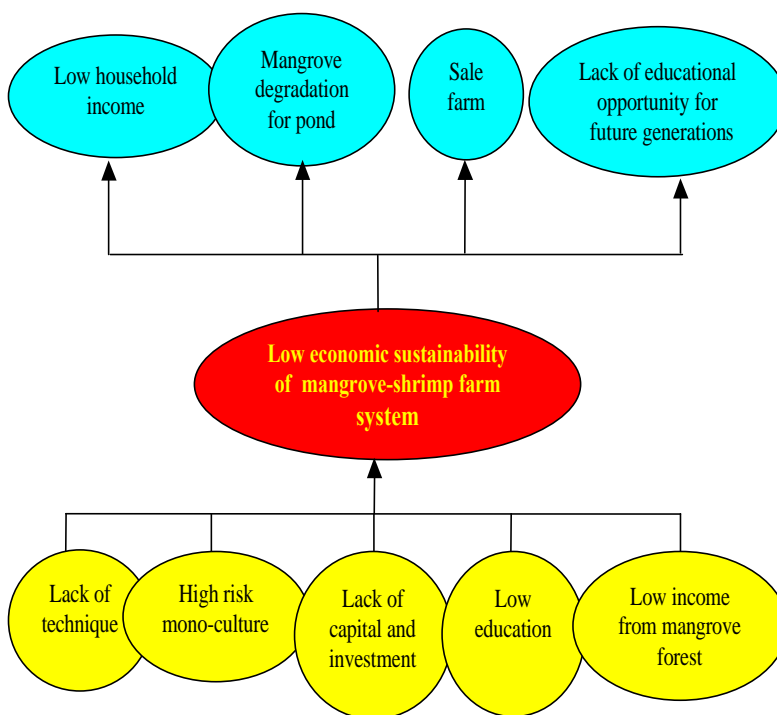 Low household
income
Mangrove
degradation
for pond
Sale
farm
Lack of educational
opportunity for
future generations
Low economic sustainability
of mangrove-shrimp farm
system
Lack of
technique
High risk
mono-culture
Lack of
capital and
investment
Low
education
Low income
from mangrove
forest